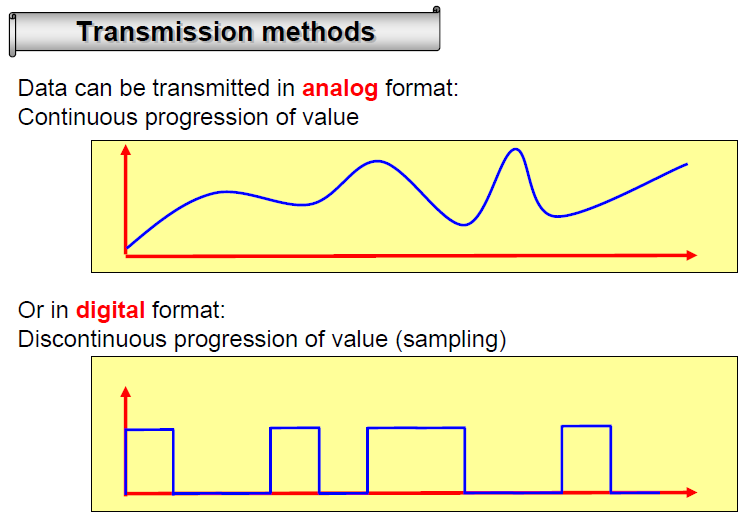 Transmission methods
Data can be transmitted in analog format:
Continuous progression of value
Or in digital format:
Discontinuous progression of value (sampling)